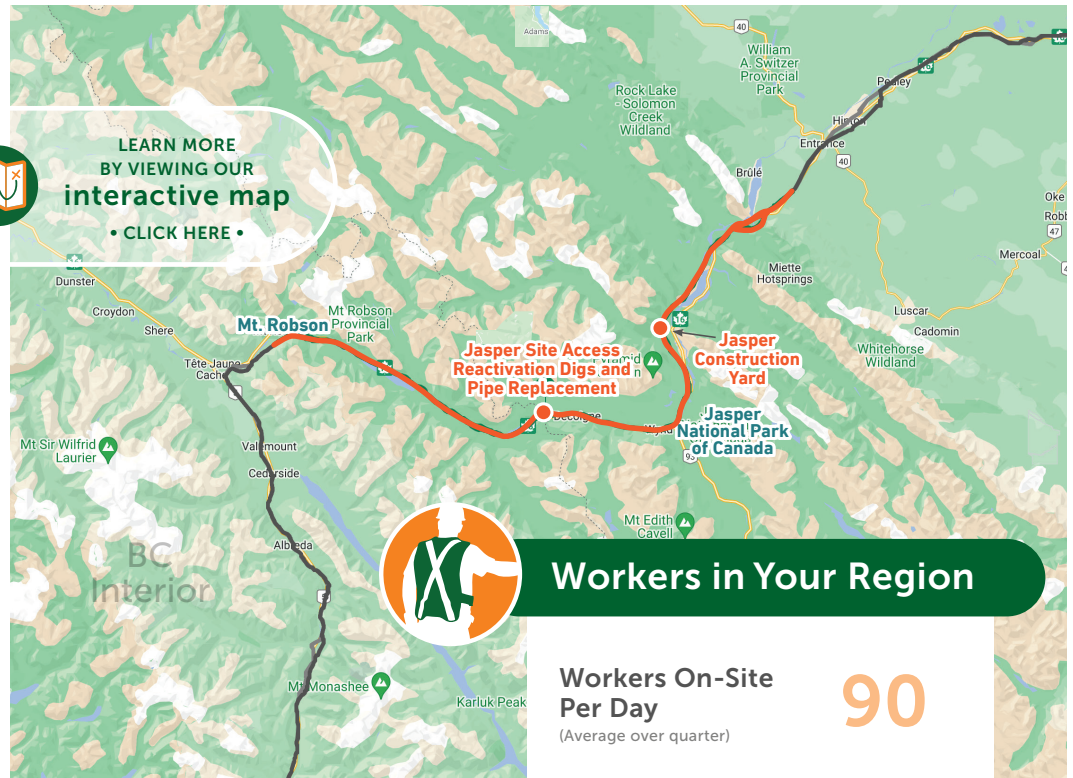 Adams
40
William
A. Switzer
Provincial
Park
16
16
Pedley
Rock Lake
- Solomon
Creek
Wildland
Hinton
Entrance
40
Brûlé
LEARN MORE
BY VIEWING OUR
interactive map
• CLICK HERE •
Oke
Robb
47
Mercoal
Miette
Hotsprings
Dunster
Croydon
Shere
Luscar
Cadomin
Mt. Robson
Mt Robson
Provincial
Park
16
Jasper
Construction
Yard
Whitehorse
Wildland
Jasper Site Access
Reactivation Digs and
Pipe Replacement
Tête Jaune
Cache
Jasper
National Park
of Canada
93
Mt Sir Wilfrid
Laurier
Valemount
Cedarside
Mt Edith
Cavell
Albreda
BC
Interior
Workers in Your Region
Mt Monashee
Karluk Peak
Workers On-Site
Per Day
(Average over quarter)
90